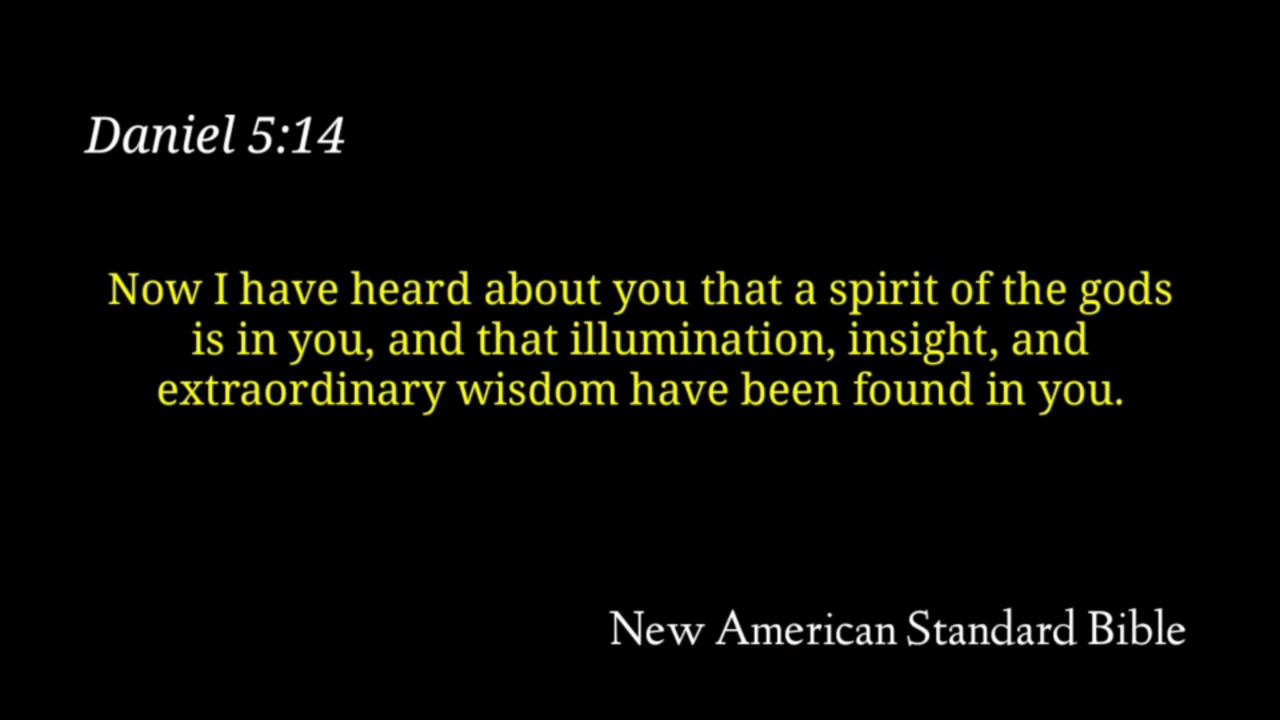 Daniel 5:14
Now I have heard about you that a spirit of the gods
is in you, and that illumination, insight, and
extraordinary wisdom have been found in you.
New American Standard Bible